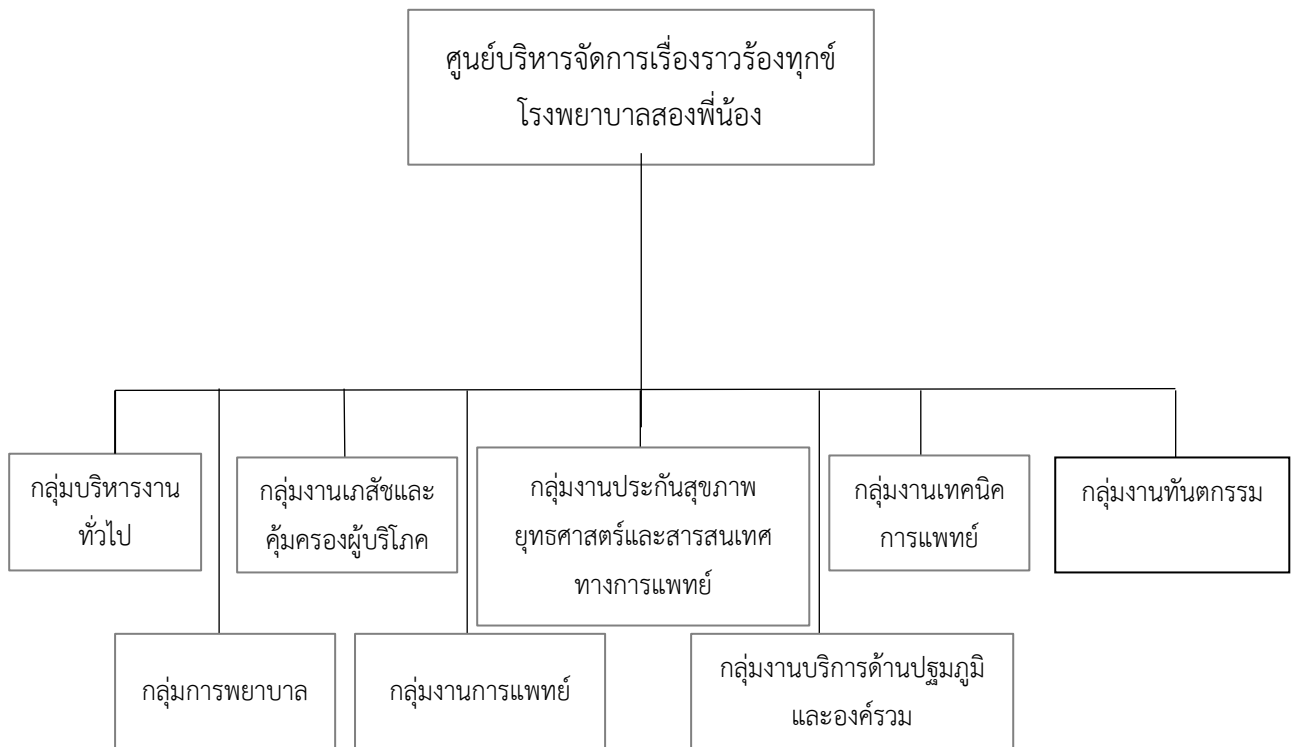 ศูนย์บริหารจัดการเรื่องราวร้องทุกข์
โรงพยาบาลสองพี่น้อง
กลุ่มบริหารงาน
ทั่วไป
กลุ่มงานเภสัชและ
คุ้มครองผู้บริโภค
กลุ่มงานประกันสุขภาพ
ยุทธศาสตร์และสารสนเทศ
ทางการแพทย์
กลุ่มงานเทคนิค
การแพทย์
กลุ่มงานทันตกรรม
กลุ่มการพยาบาล
กลุ่มงานการแพทย์
กลุ่มงานบริการด้านปฐมภูมิ
และองค์รวม